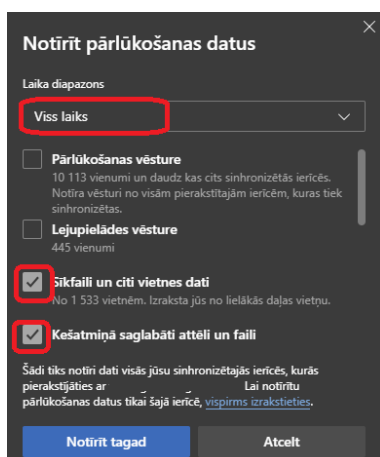 Notīrīt pārlūkošanas datus
Laika diapazons
Viss laiks
Pārlūkošanas vēsture
10 113 vienumi un daudz kas cits sinhronizētās ierīcēs.
Notīra vēsturi no visām pierakstītajām ierīcēm, kuras tiek
sinhronizētas.
Lejupielādes vēsture
445 vienumi
Sīkfaili un citi vietnes dati
No 1 533 vietnēm. Izraksta jūs no lielākās daļas vietņu.
Kešatmiņā saglabāti attēli un faili
Šādi tiks notīri dati visās jūsu sinhronizētajās ierīcēs, kurās
pierakstījāties ar Lai notīrītu
pārlūkošanas datus tikai šajā ierīcē, vispirms izrakstieties.
Notīrīt tagad
Atcelt